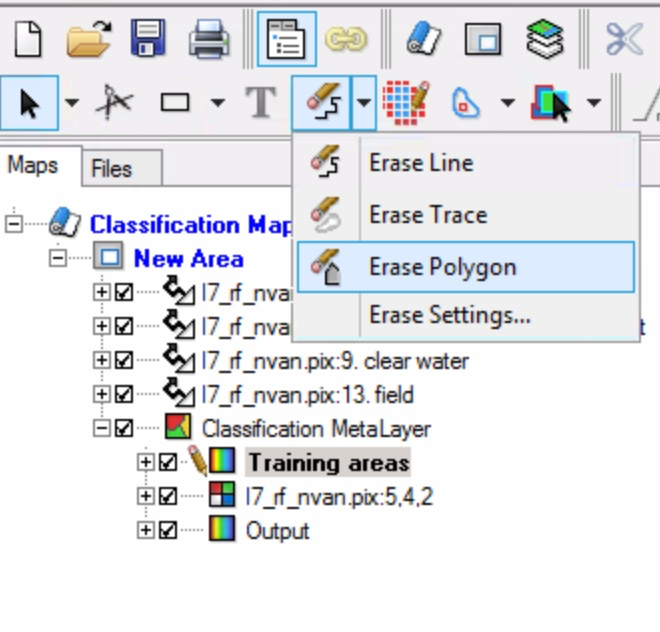 T
Erase Line
Erase Trace
Erase Polygon
Erase Settings...
Maps
Files
Classification Map
New Area
l7_rf_nva
l7_rf_nva
l7_rf_nvan.pix:9. clear water
l7_rf_nvan.pix:13. field
Classification MetaLayer
Training areas
l7_rf_nvan.pix:5,4,2
Output